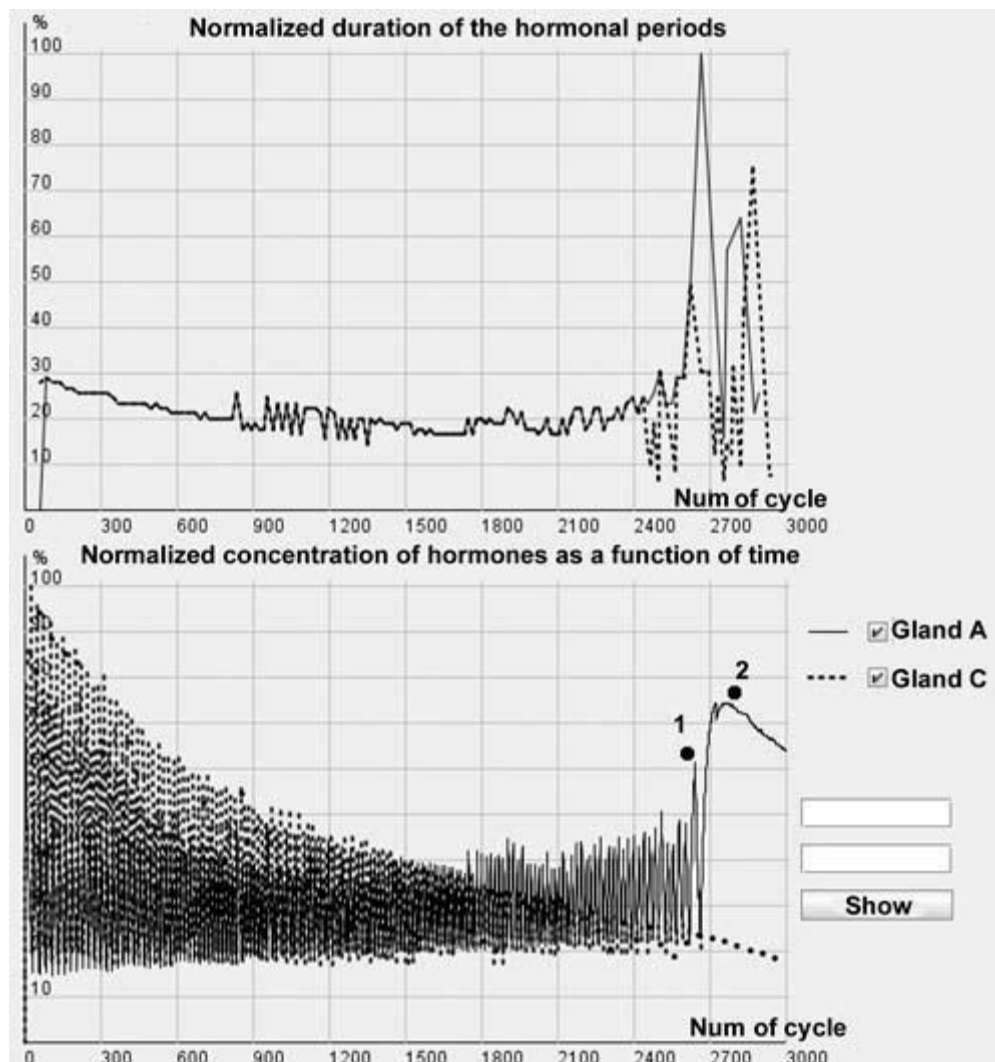 %
Normalized duration of the hormonal periods
100
90
80
70
60
50
40
30
20
10
Num of cycle
0 300 600 900 1200 1500 1800 2100 2400 2700 3000
%
Normalized concentration of hormones as a function of time
100
2
1
10
Num of cycle
0 300 600 900 1200 1500 1800 2100 2400 2700 3000
Gland A
Gland C
Show